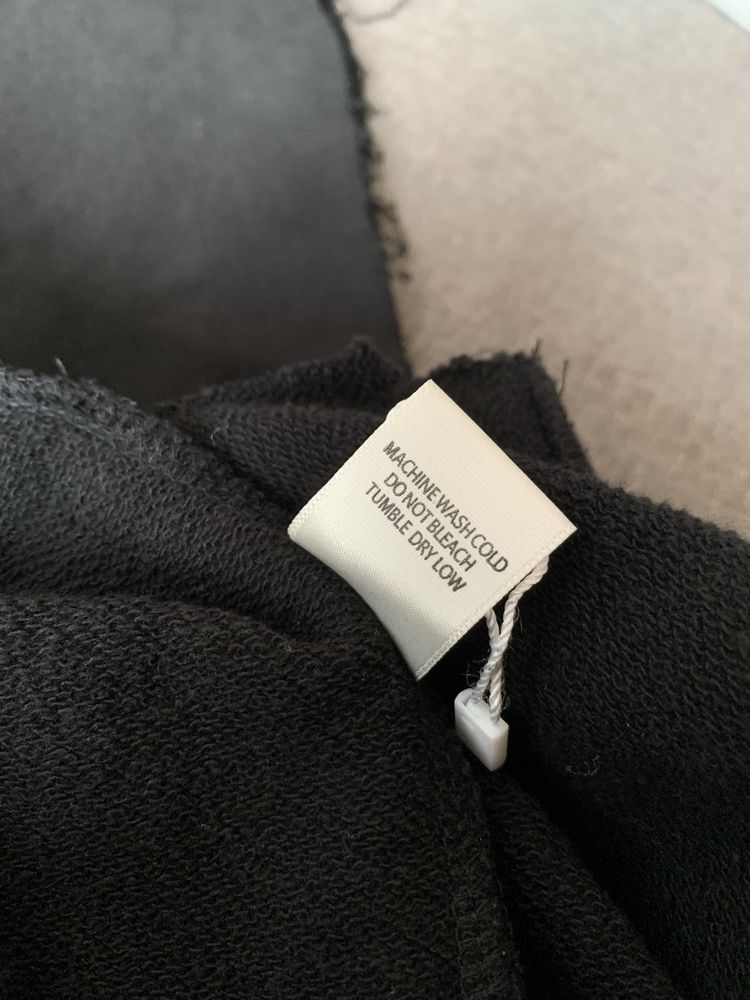 MACHINE WASH COLD
DO NOT BLEACH
TUMBLE DRY LOW